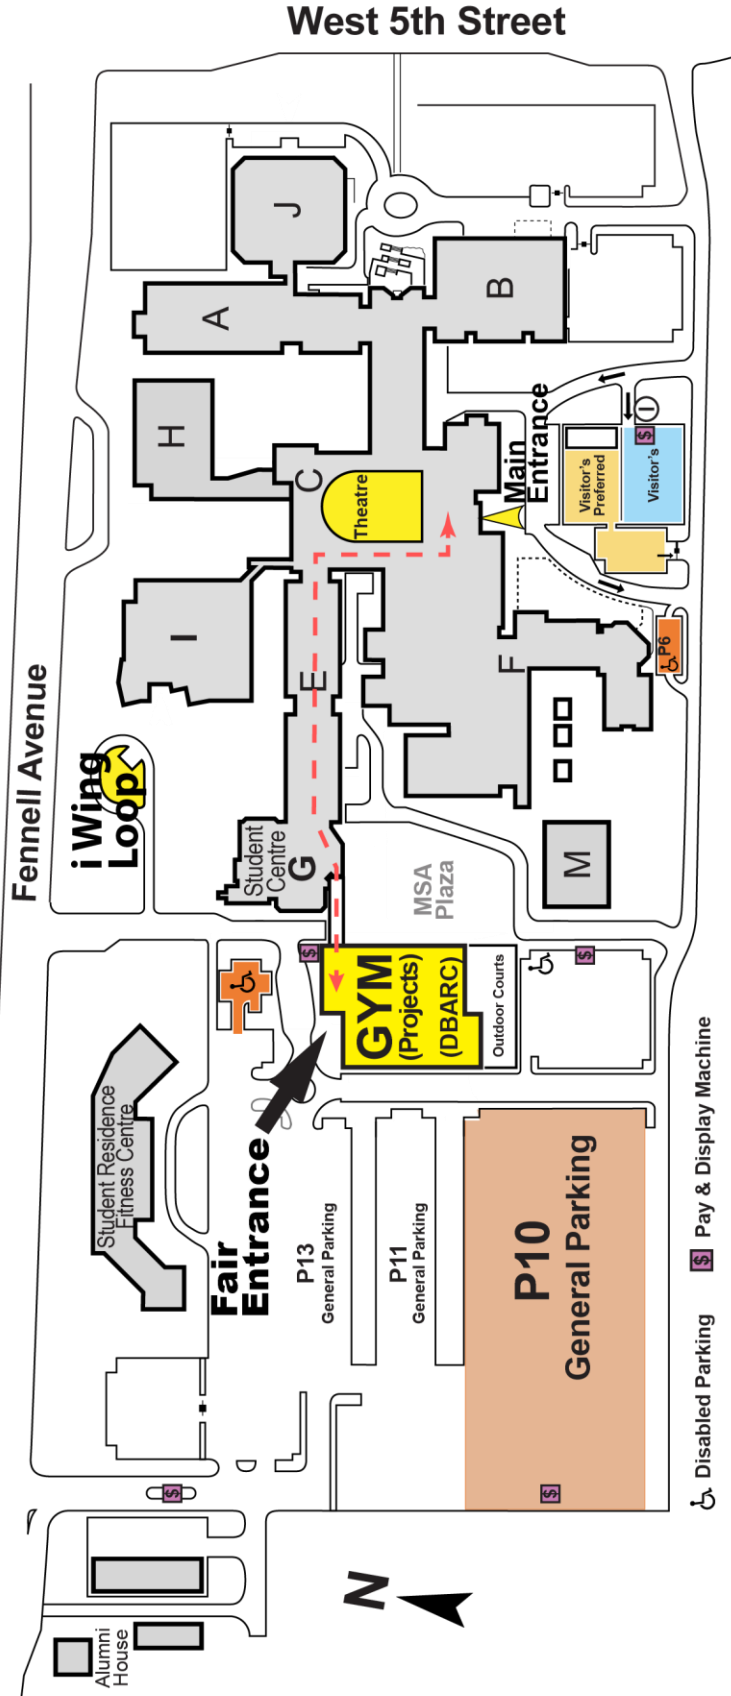 West 5th Street
Fennell Avenue
J
A
B
H
C
Theatre
Main
Entrance
Visitor's
Preferred
Visitor's
$
I
I
E
F
P6
i Wing
Loop
Student
Centre
G
MSA
Plaza
M
$
GYM
(Projects)
(DBARC)
Outdoor Courts
$
Student Residence
Fitness Centre
Fair
Entrance
P13
General Parking
P11
General Parking
P10
General Parking
$
$
Alumni
House
N
Disabled Parking
$ Pay & Display Machine